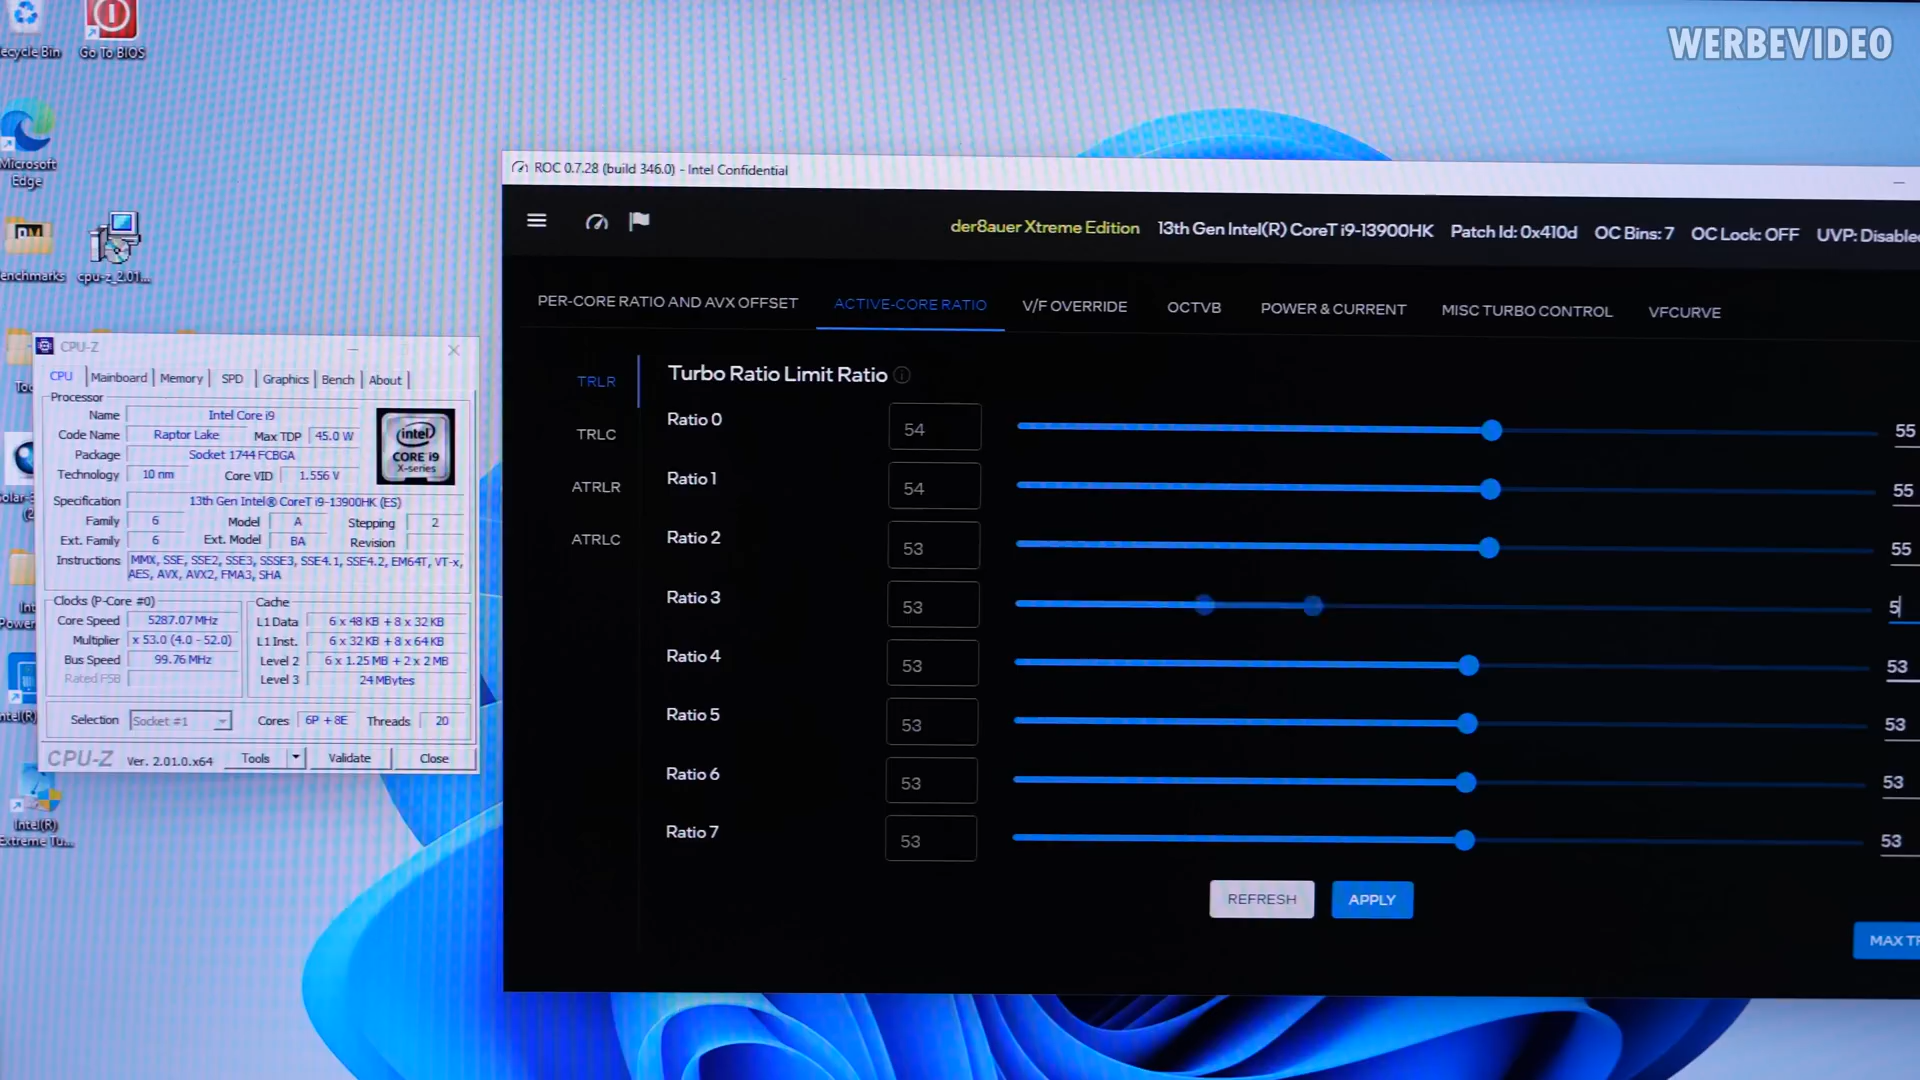 WERBEVIDEO
ecycle Bin
Go To BIOS
Microsoft
Edge
enchmarks
cpu-z_2.01...
ROC 0.7.28 (build 346.0) - Intel Confidential
der8auer Xtreme Edition 13th Gen Intel(R) CoreT i9-13900HK Patch Id: 0x410d OC Bins: 7 OC Lock: OFF UVP: Disable
PER-CORE RATIO AND AVX OFFSET ACTIVE-CORE RATIO V/F OVERRIDE OCTVB POWER & CURRENT MISC TURBO CONTROL VFCURVE
TRLR
TRLC
ATRLR
ATRLC
Turbo Ratio Limit Ratio
Ratio 0 54 55
Ratio 1 54 55
Ratio 2 53 55
Ratio 3 53 5
Ratio 4 53 53
Ratio 5 53 53
Ratio 6 53 53
Ratio 7 53 53
REFRESH APPLY
MAX T
CPU-Z
CPU Mainboard Memory SPD Graphics Bench About
Processor
Name Intel Core i9
Code Name Raptor Lake Max TDP 45.0 W
Package Socket 1744 FCBGA
Technology 10 nm Core VID 1.556 V
intel
CORE i9
X-series
Specification 13th Gen Intel® CoreT i9-13900HK (ES)
Family 6 Model A Stepping 2
Ext. Family 6 Ext. Model BA Revision
Instructions MMX, SSE, SSE2, SSE3, SSSE3, SSE4.1, SSE4.2, EM64T, VT-x,
AES, AVX, AVX2, FMA3, SHA
Clocks (P-Core #0)
Core Speed 5287.07 MHz
Multiplier x 53.0 (4.0 - 52.0)
Bus Speed 99.76 MHz
Rated FSB
Cache
L1 Data 6 x 48 KB + 8 x 32 KB
L1 Inst. 6 x 32 KB + 8 x 64 KB
Level 2 6 x 1.25 MB + 2 x 2 MB
Level 3 24 MBytes
Selection Socket #1 Cores 6P + 8E Threads 20
CPU-Z Ver. 2.01.0.x64 Tools Validate Close
Intel(R)
Extreme Tu...